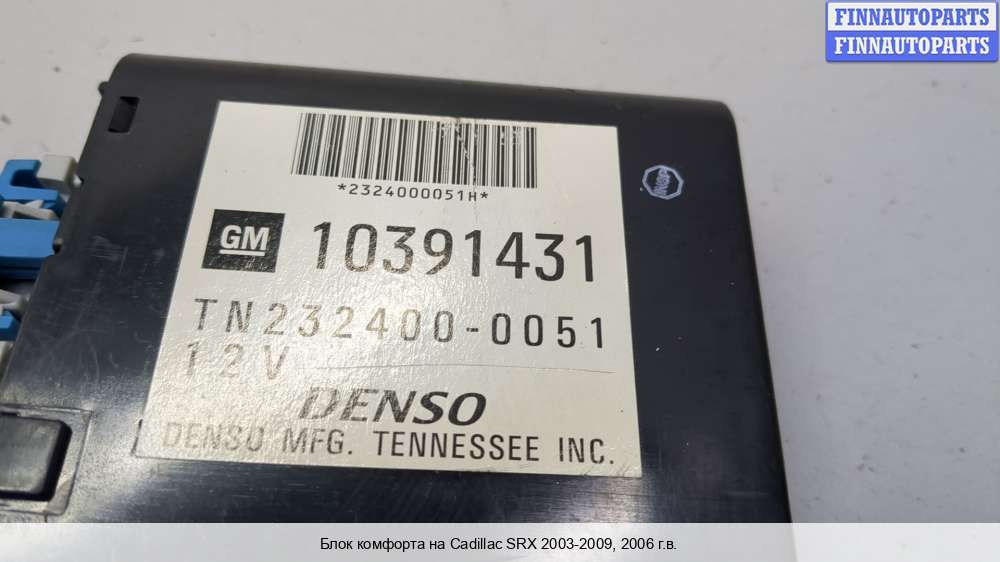 FINNAUTOPARTS
FINNAUTOPARTS
*2324000051H*
GM 10391431
TN232400-0051
12V
DENSO
DENSO MFG. TENNESSEE INC.
INSP
Блок комфорта на Cadillac SRX 2003-2009, 2006 г.в.